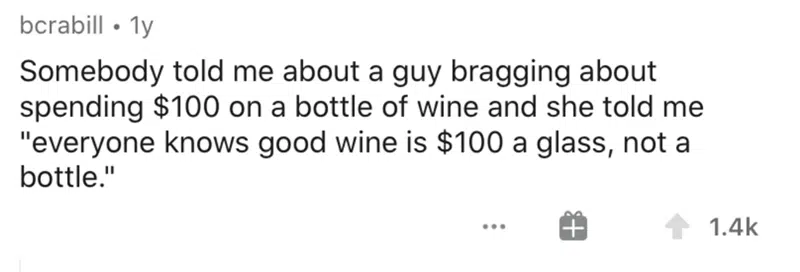 bcrabill • 1y
Somebody told me about a guy bragging about
spending $100 on a bottle of wine and she told me
"everyone knows good wine is $100 a glass, not a
bottle."
1.4k